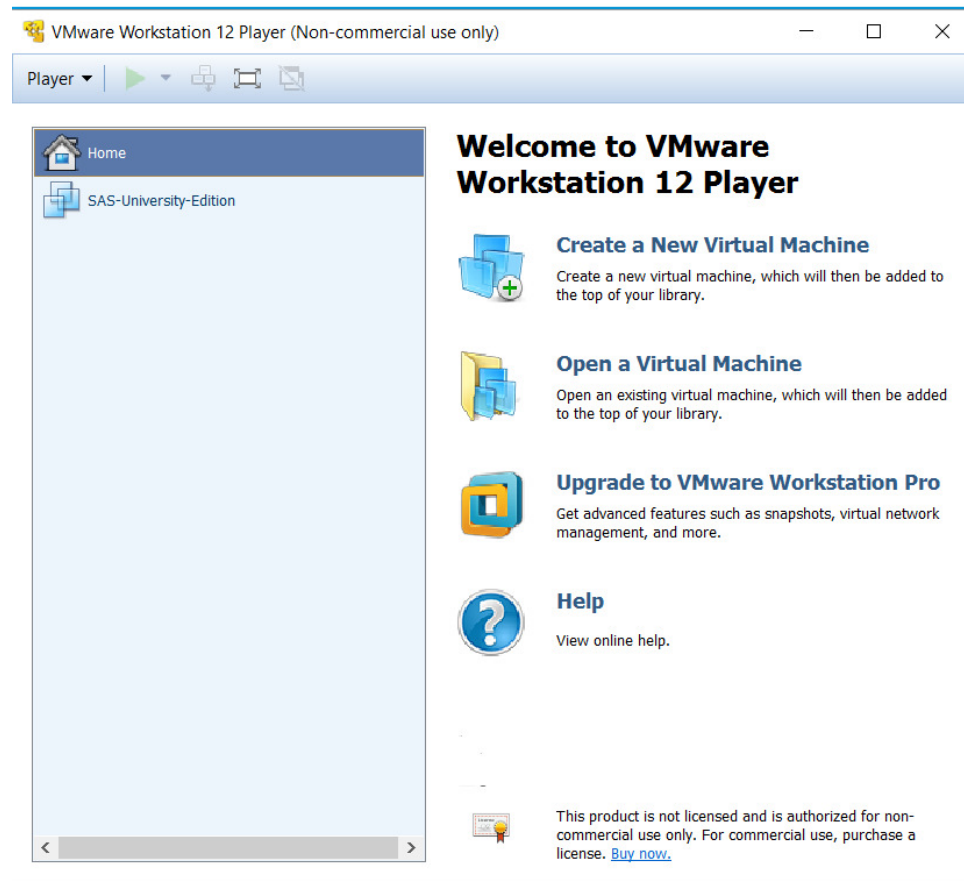 VMware Workstation 12 Player (Non-commercial use only)
Player
Home
SAS-University-Edition
Welcome to VMware
Workstation 12 Player
Create a New Virtual Machine
Create a new virtual machine, which will then be added to
the top of your library.
Open a Virtual Machine
Open an existing virtual machine, which will then be added
to the top of your library.
Upgrade to VMware Workstation Pro
Get advanced features such as snapshots, virtual network
management, and more.
Help
View online help.
This product is not licensed and is authorized for non-
commercial use only. For commercial use, purchase a
license. Buy now.